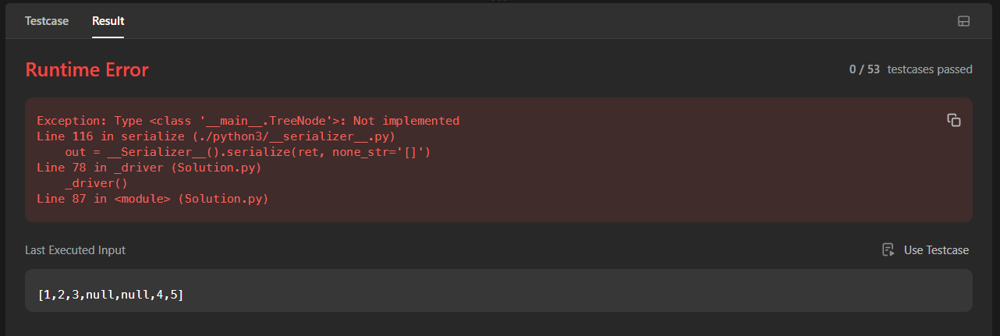 Testcase Result
Runtime Error
0 / 53 testcases passed
Exception: Type <class '__main__.TreeNode'>: Not implemented
Line 116 in serialize (./python3/__serializer__.py)
    out = __Serializer__().serialize(ret, none_str='[]')
Line 78 in _driver (Solution.py)
    _driver()
Line 87 in <module> (Solution.py)
Last Executed Input
Use Testcase
[1,2,3,null,null,4,5]